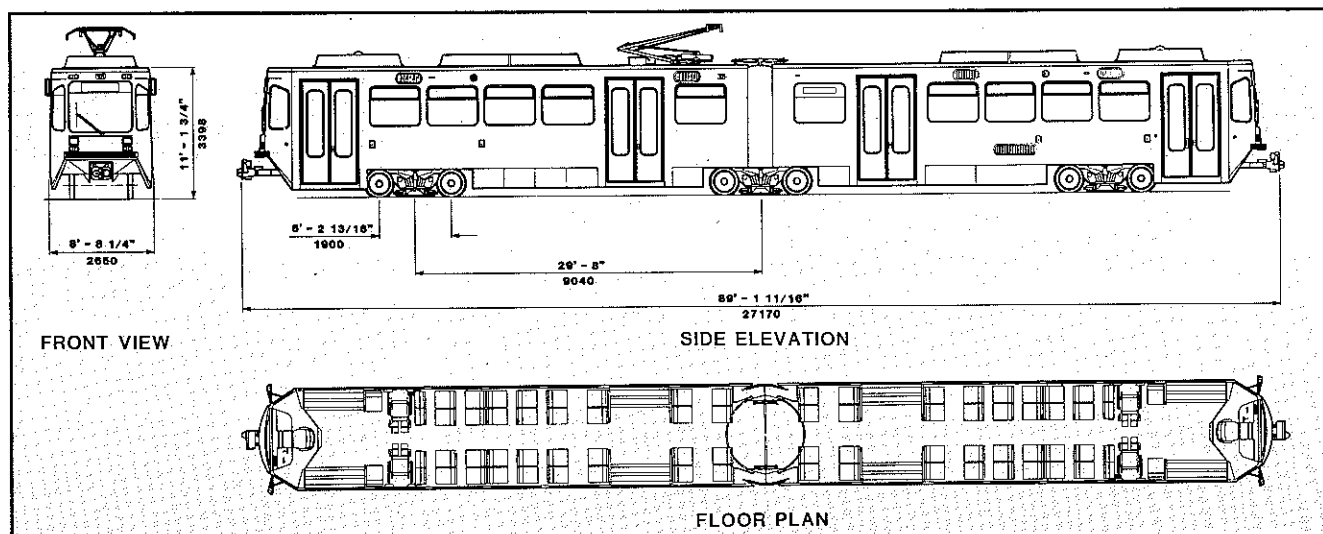 11' - 1 3/4"
3398
8' - 8 1/4"
2650
6' - 2 13/16"
1900
29' - 8"
9040
89' - 1 11/16"
27170
FRONT VIEW
SIDE ELEVATION
FLOOR PLAN